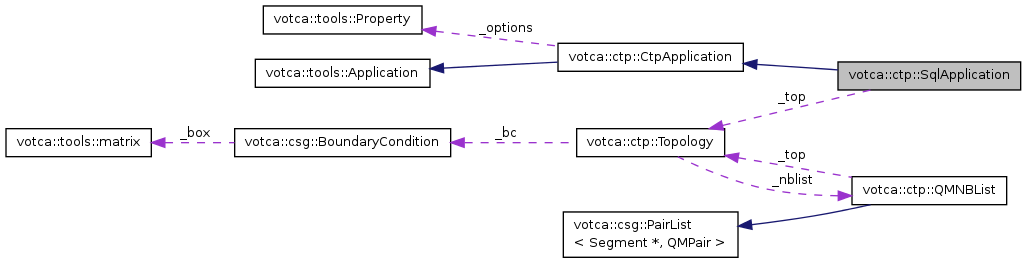 votca::tools::Property
_options
votca::ctp::CtpApplication
votca::tools::Application
votca::ctp::SqlApplication
_top
votca::tools::matrix
_box
votca::csg::BoundaryCondition
_bc
votca::ctp::Topology
_top
_nblist
votca::ctp::QMNBList
votca::csg::PairList
< Segment *, QMPair >